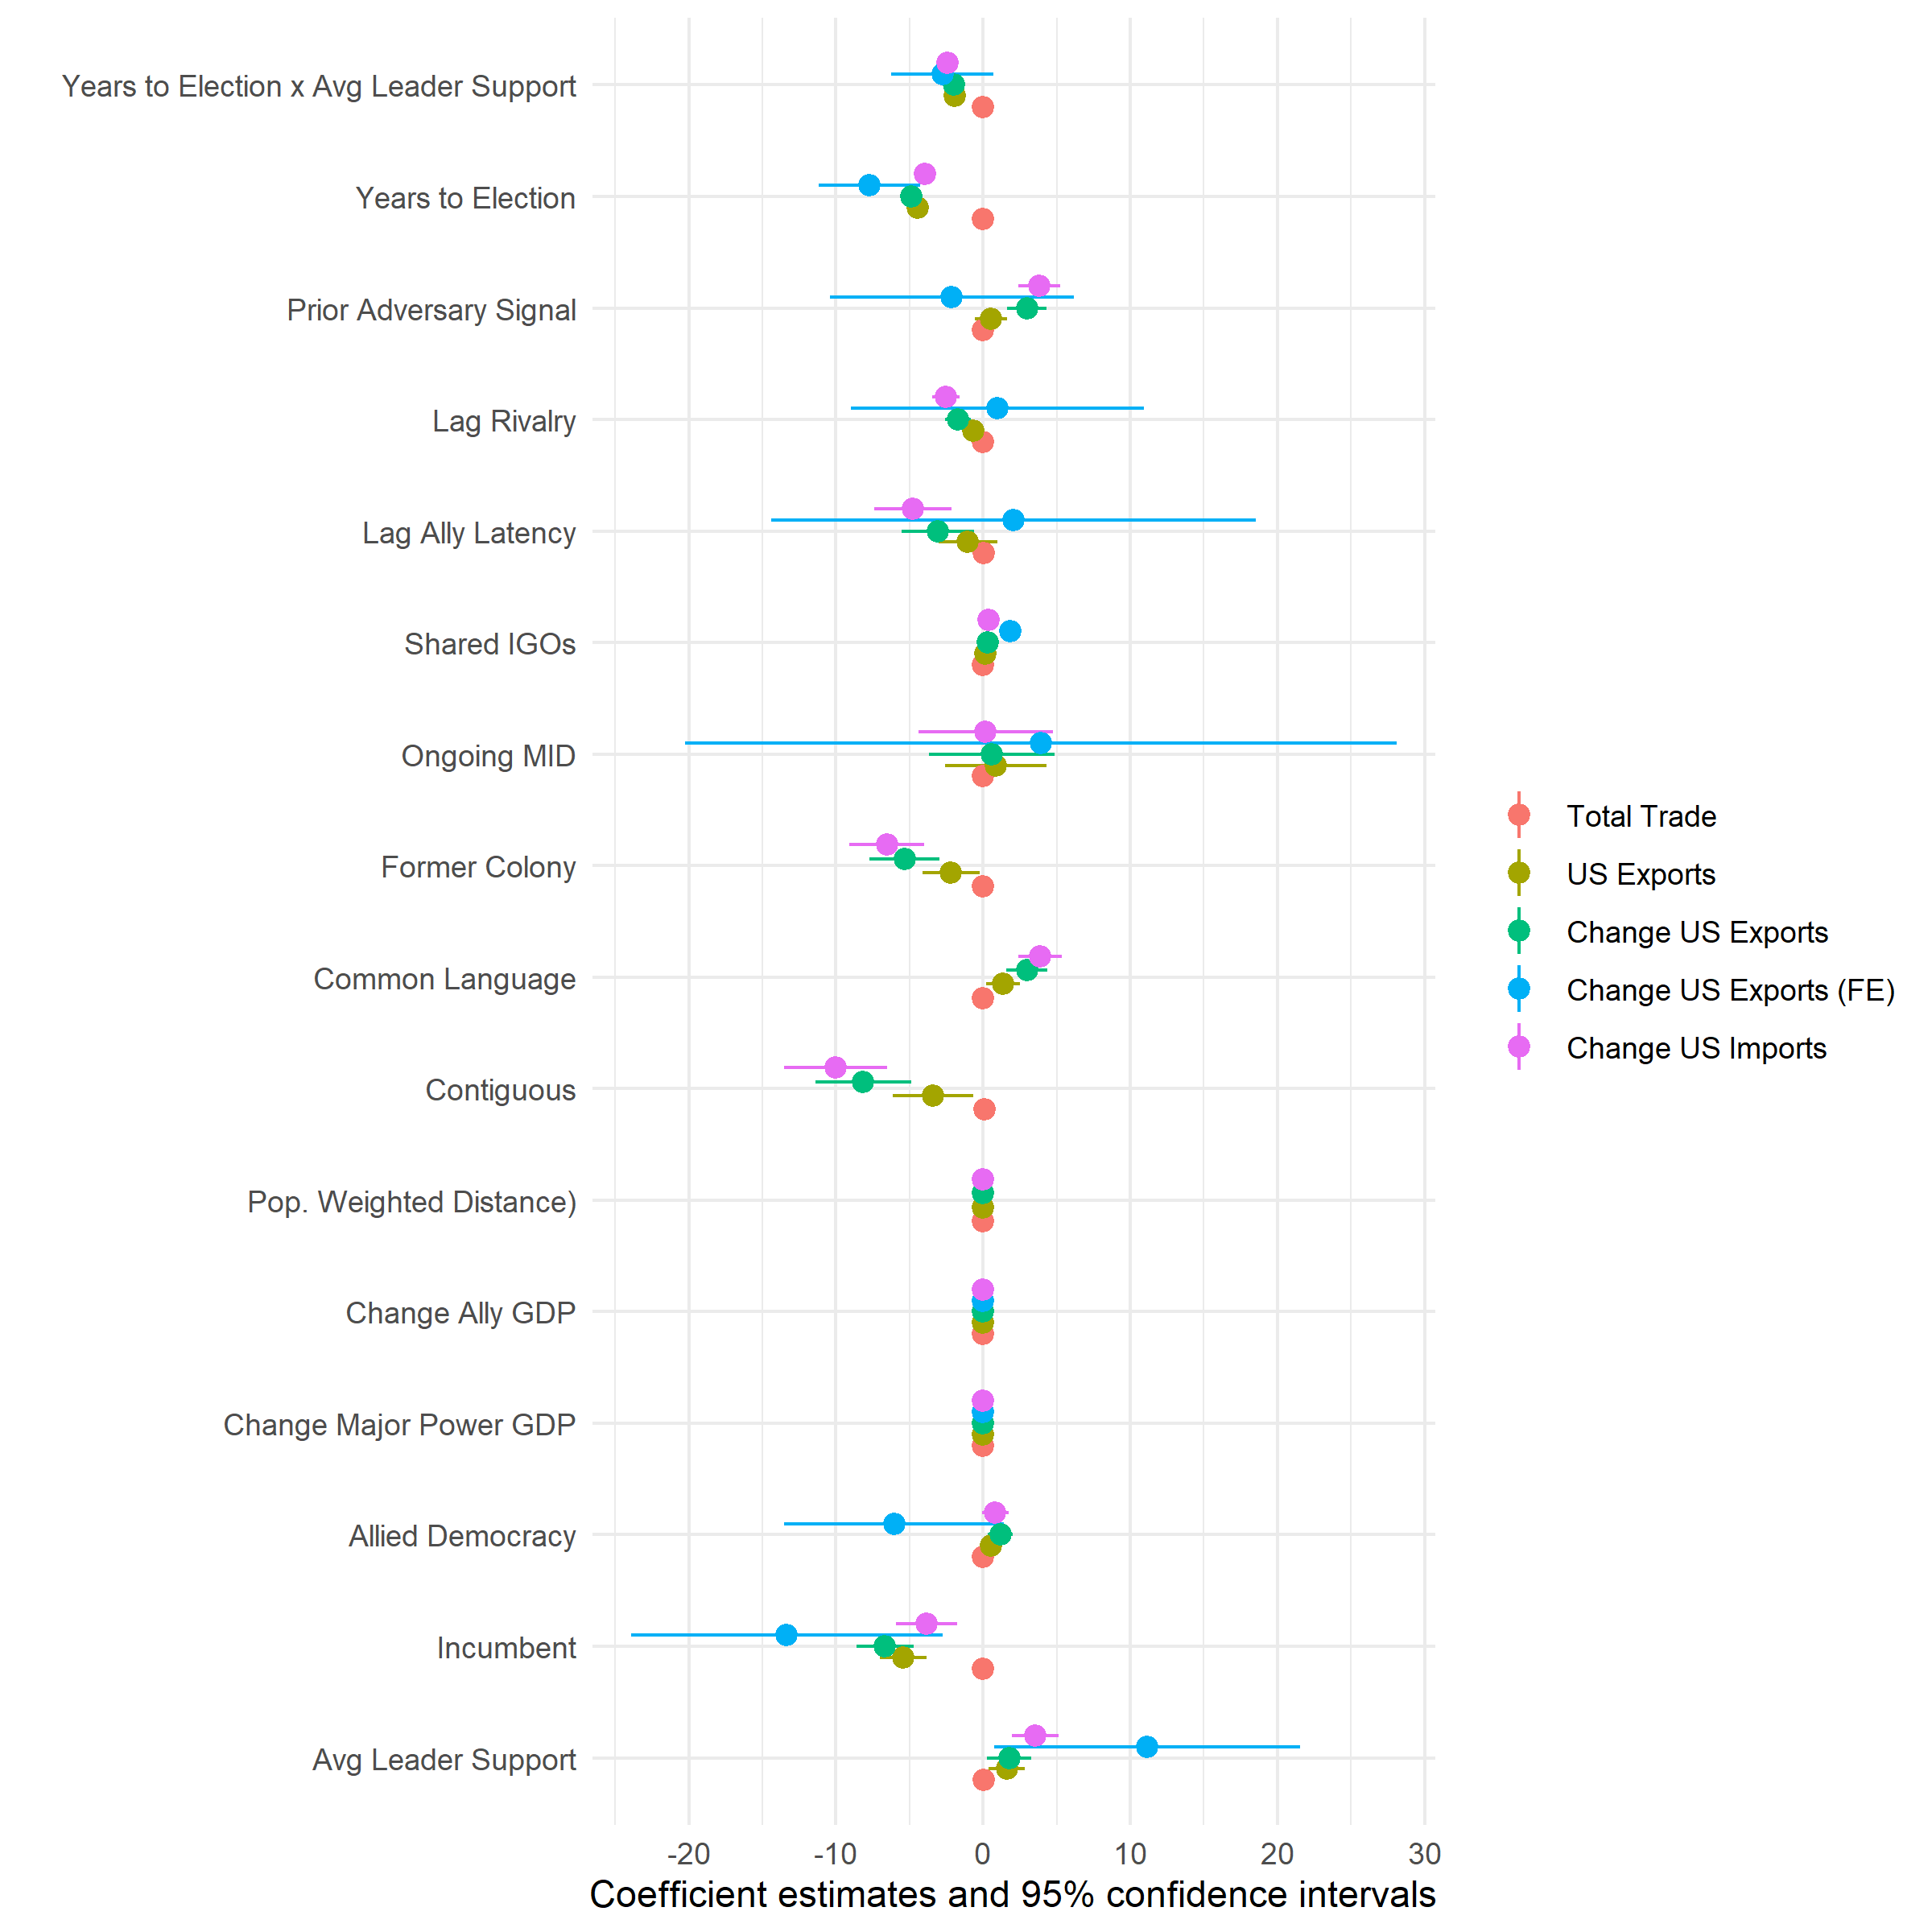 Years to Election x Avg Leader Support
Years to Election
Prior Adversary Signal
Lag Rivalry
Lag Ally Latency
Shared IGOs
Ongoing MID
Former Colony
Common Language
Contiguous
Pop. Weighted Distance)
Change Ally GDP
Change Major Power GDP
Allied Democracy
Incumbent
Avg Leader Support
-20 -10 0 10 20 30
Coefficient estimates and 95% confidence intervals
Total Trade
US Exports
Change US Exports
Change US Exports (FE)
Change US Imports